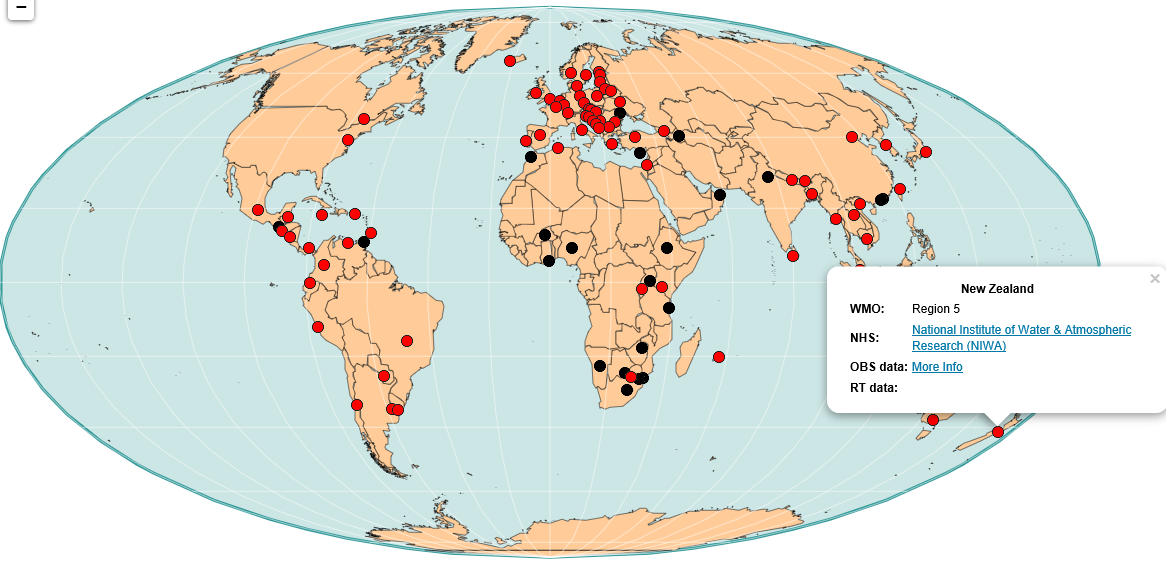 −
×
New Zealand
WMO: Region 5
NHS: National Institute of Water & Atmospheric
Research (NIWA)
OBS data: More Info
RT data: